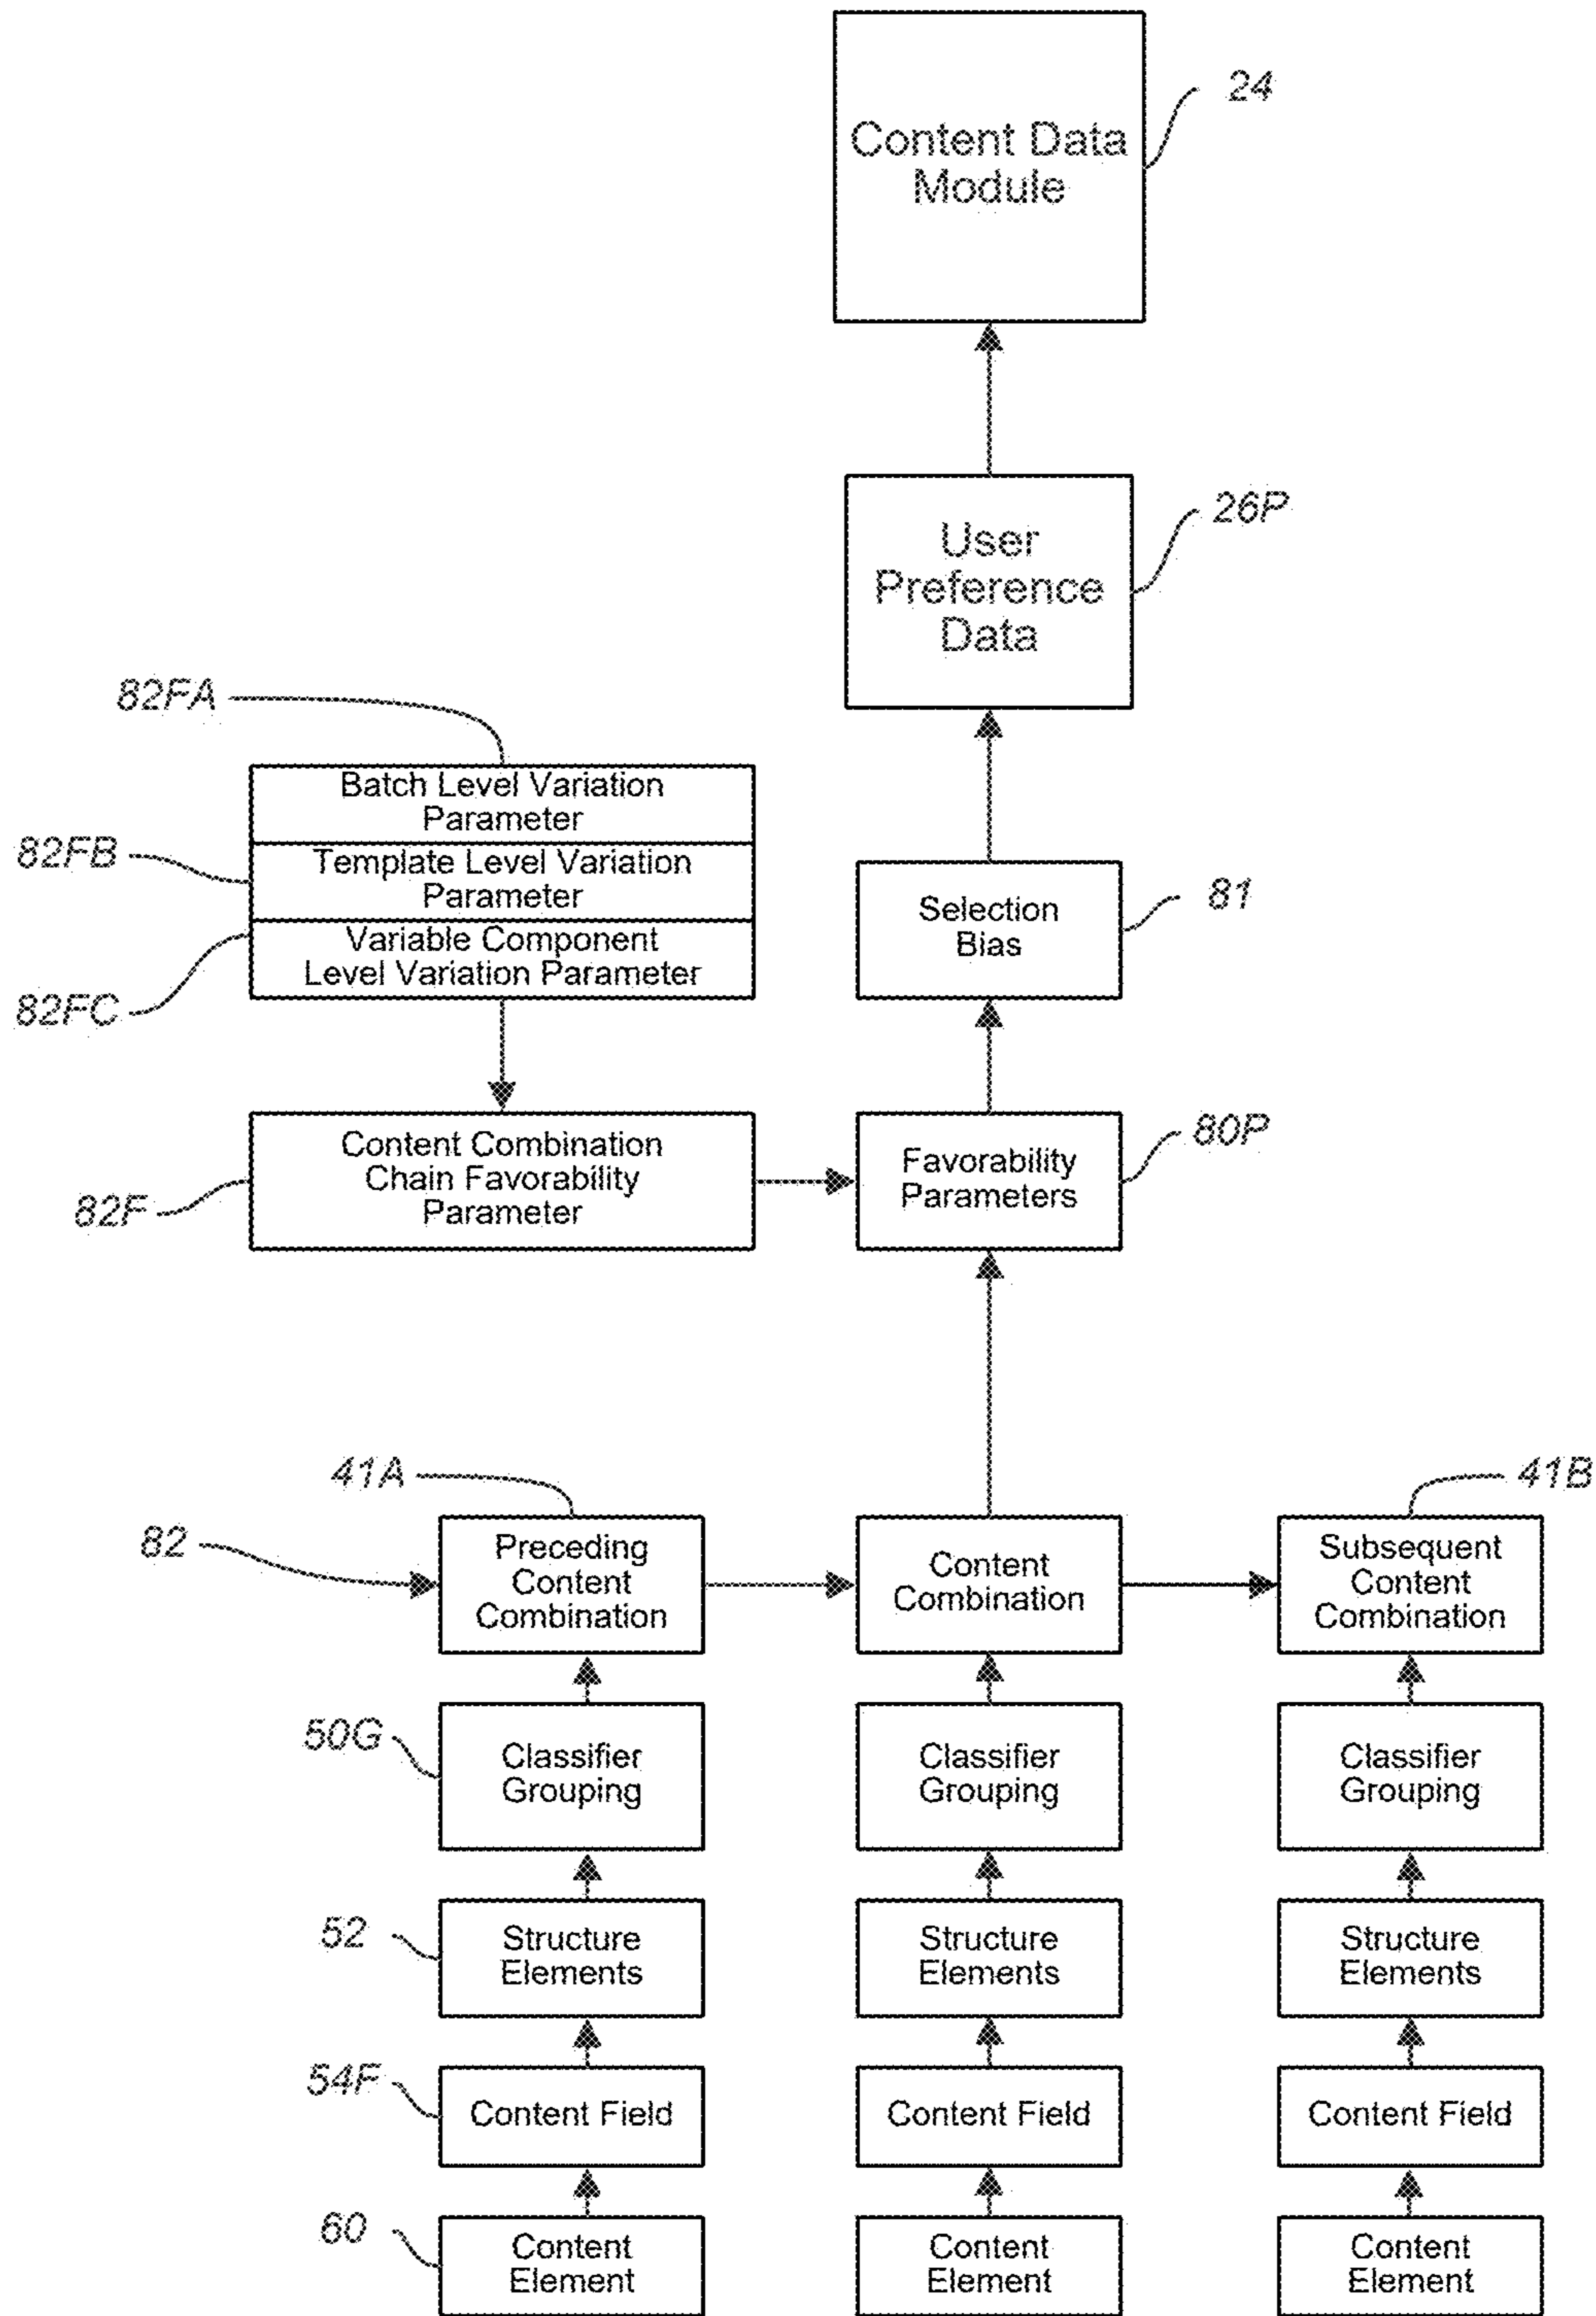 Content Data
Module
24
User
Preference
Data
26P
82FA
Batch Level Variation
Parameter
82FB
Template Level Variation
Parameter
82FC
Variable Component
Level Variation Parameter
Selection
Bias
81
Content Combination
Chain Favorability
Parameter
82F
Favorability
Parameters
80P
41A
41B
82
Preceding
Content
Combination
Content
Combination
Subsequent
Content
Combination
50G
Classifier
Grouping
Classifier
Grouping
Classifier
Grouping
52
Structure
Elements
Structure
Elements
Structure
Elements
54F
Content Field
Content Field
Content Field
60
Content
Element
Content
Element
Content
Element